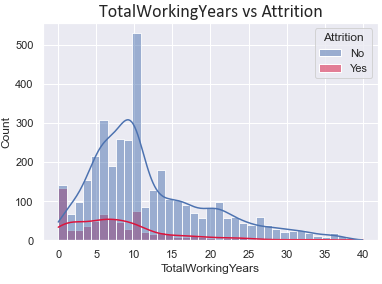 TotalWorkingYears vs Attrition
Attrition
No
Yes
500
400
300
200
100
0
Count
0 5 10 15 20 25 30 35 40
TotalWorkingYears